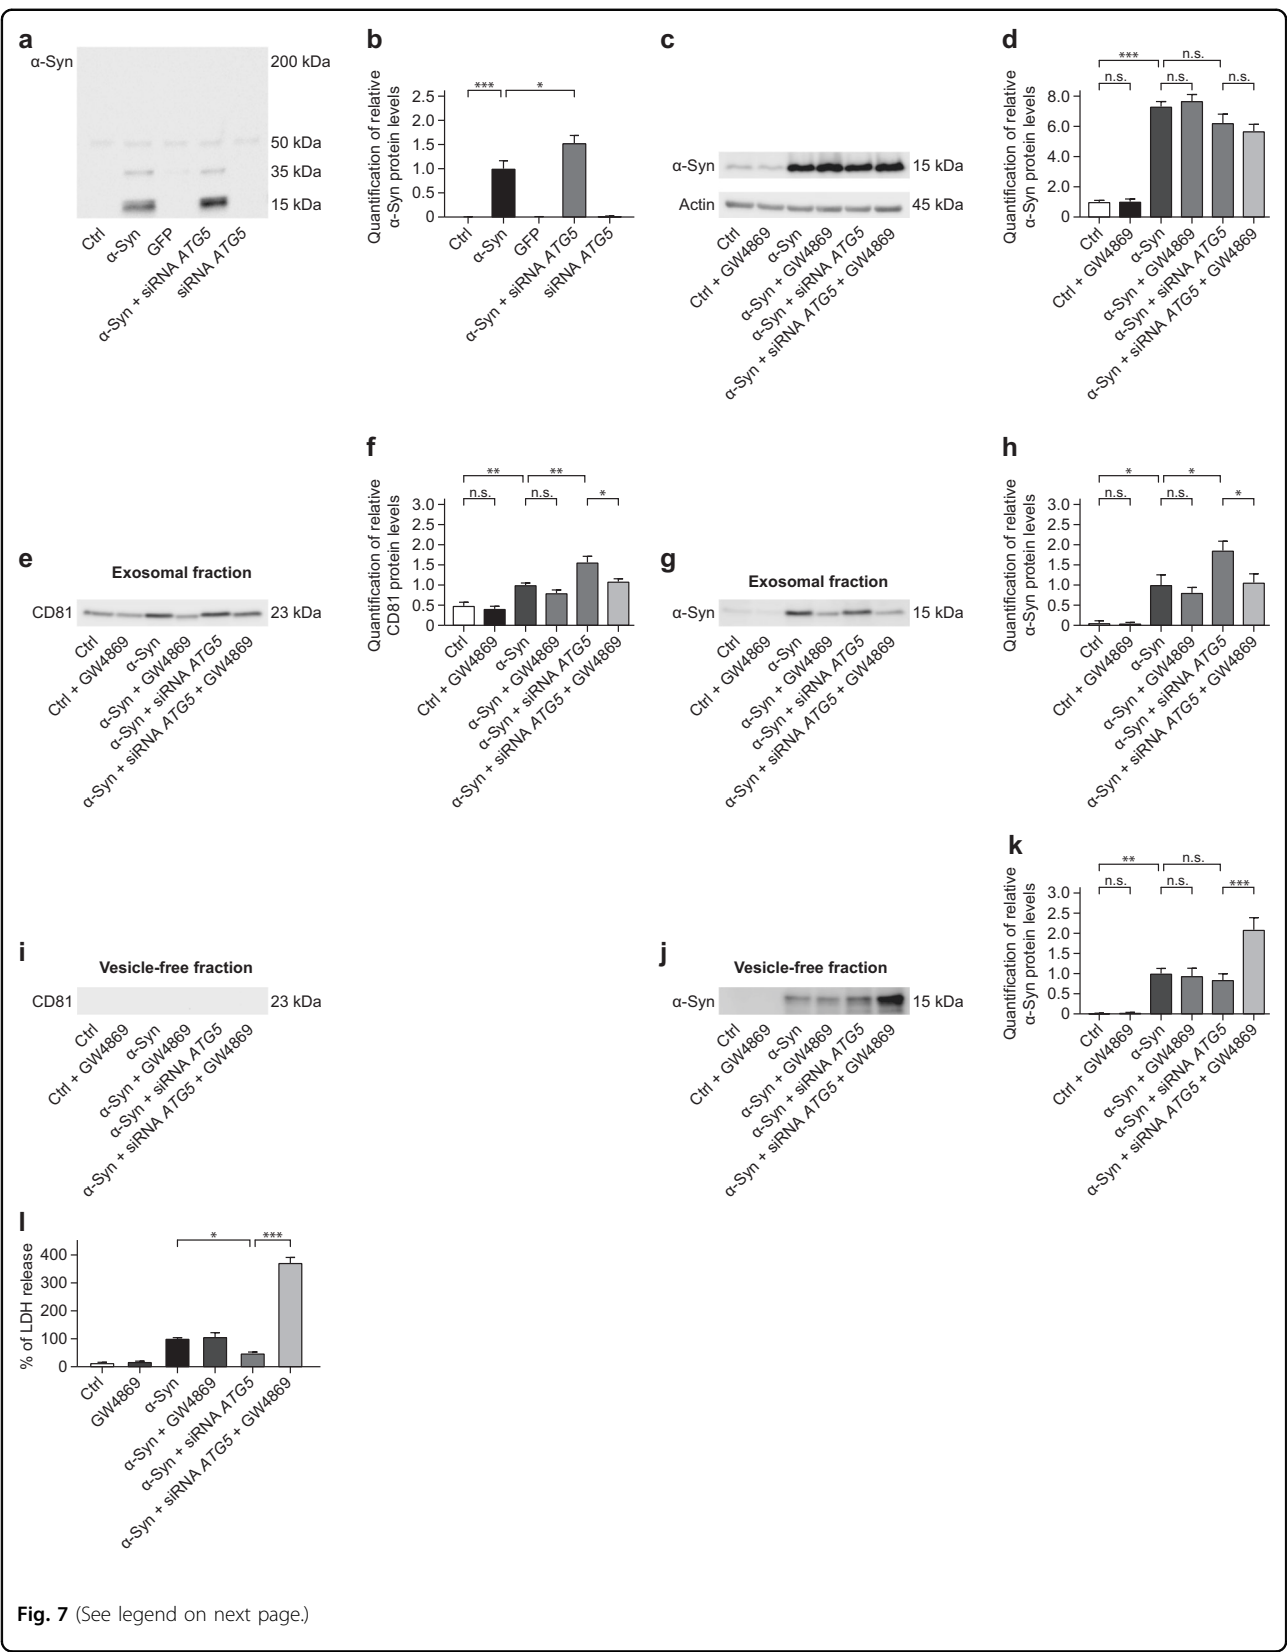 a
α-Syn
200 kDa
50 kDa
35 kDa
15 kDa
Ctrl
α-Syn
GFP
α-Syn + siRNA ATG5
siRNA ATG5
b
Quantification of relative
α-Syn protein levels
2.5
2.0
1.5
1.0
0.5
0
***
*
Ctrl
α-Syn
GFP
α-Syn + siRNA ATG5
siRNA ATG5
c
α-Syn
15 kDa
Actin
45 kDa
Ctrl
Ctrl + GW4869
α-Syn
α-Syn + GW4869
α-Syn + siRNA ATG5
α-Syn + siRNA ATG5 + GW4869
d
Quantification of relative
α-Syn protein levels
8.0
6.0
4.0
2.0
0
***
n.s.
n.s.
n.s.
n.s.
Ctrl
Ctrl + GW4869
α-Syn
α-Syn + GW4869
α-Syn + siRNA ATG5
α-Syn + siRNA ATG5 + GW4869
e
Exosomal fraction
CD81
23 kDa
Ctrl
Ctrl + GW4869
α-Syn
α-Syn + GW4869
α-Syn + siRNA ATG5
α-Syn + siRNA ATG5 + GW4869
f
Quantification of relative
CD81 protein levels
3.0
2.5
2.0
1.5
1.0
0.5
0
**
**
n.s.
n.s.
*
Ctrl
Ctrl + GW4869
α-Syn
α-Syn + GW4869
α-Syn + siRNA ATG5
α-Syn + siRNA ATG5 + GW4869
g
Exosomal fraction
α-Syn
15 kDa
Ctrl
Ctrl + GW4869
α-Syn
α-Syn + GW4869
α-Syn + siRNA ATG5
α-Syn + siRNA ATG5 + GW4869
h
Quantification of relative
α-Syn protein levels
3.0
2.5
2.0
1.5
1.0
0.5
0
*
*
n.s.
n.s.
*
Ctrl
Ctrl + GW4869
α-Syn
α-Syn + GW4869
α-Syn + siRNA ATG5
α-Syn + siRNA ATG5 + GW4869
i
Vesicle-free fraction
CD81
23 kDa
Ctrl
Ctrl + GW4869
α-Syn
α-Syn + GW4869
α-Syn + siRNA ATG5
α-Syn + siRNA ATG5 + GW4869
j
Vesicle-free fraction
α-Syn
15 kDa
Ctrl
Ctrl + GW4869
α-Syn
α-Syn + GW4869
α-Syn + siRNA ATG5
α-Syn + siRNA ATG5 + GW4869
k
Quantification of relative
α-Syn protein levels
3.0
2.5
2.0
1.5
1.0
0.5
0
**
n.s.
n.s.
n.s.
***
Ctrl
Ctrl + GW4869
α-Syn
α-Syn + GW4869
α-Syn + siRNA ATG5
α-Syn + siRNA ATG5 + GW4869
l
% of LDH release
400
300
200
100
0
*
***
Ctrl
GW4869
α-Syn
α-Syn + GW4869
α-Syn + siRNA ATG5
α-Syn + siRNA ATG5 + GW4869
Fig. 7 (See legend on next page.)